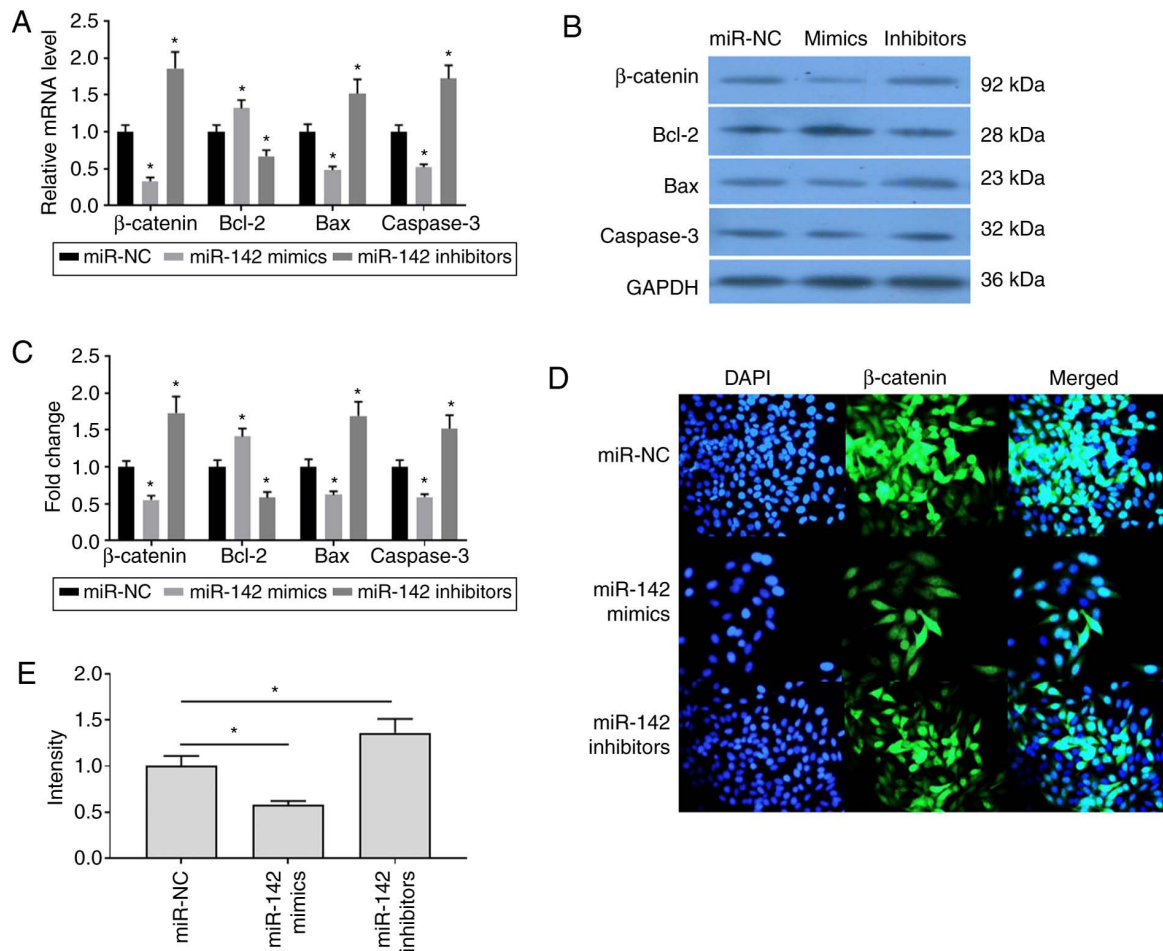 A
Relative mRNA level
2.5
2.0
1.5
1.0
0.5
0.0
* * * * * * * *
β-catenin Bcl-2 Bax Caspase-3
miR-NC miR-142 mimics miR-142 inhibitors
B
miR-NC Mimics Inhibitors
β-catenin 92 kDa
Bcl-2 28 kDa
Bax 23 kDa
Caspase-3 32 kDa
GAPDH 36 kDa
C
Fold change
2.5
2.0
1.5
1.0
0.5
0.0
* * * * * * * *
β-catenin Bcl-2 Bax Caspase-3
miR-NC miR-142 mimics miR-142 inhibitors
D
DAPI β-catenin Merged
miR-NC
miR-142
mimics
miR-142
inhibitors
E
Intensity
2.0
1.5
1.0
0.5
0.0
*
*
miR-NC
miR-142
mimics
miR-142
inhibitors